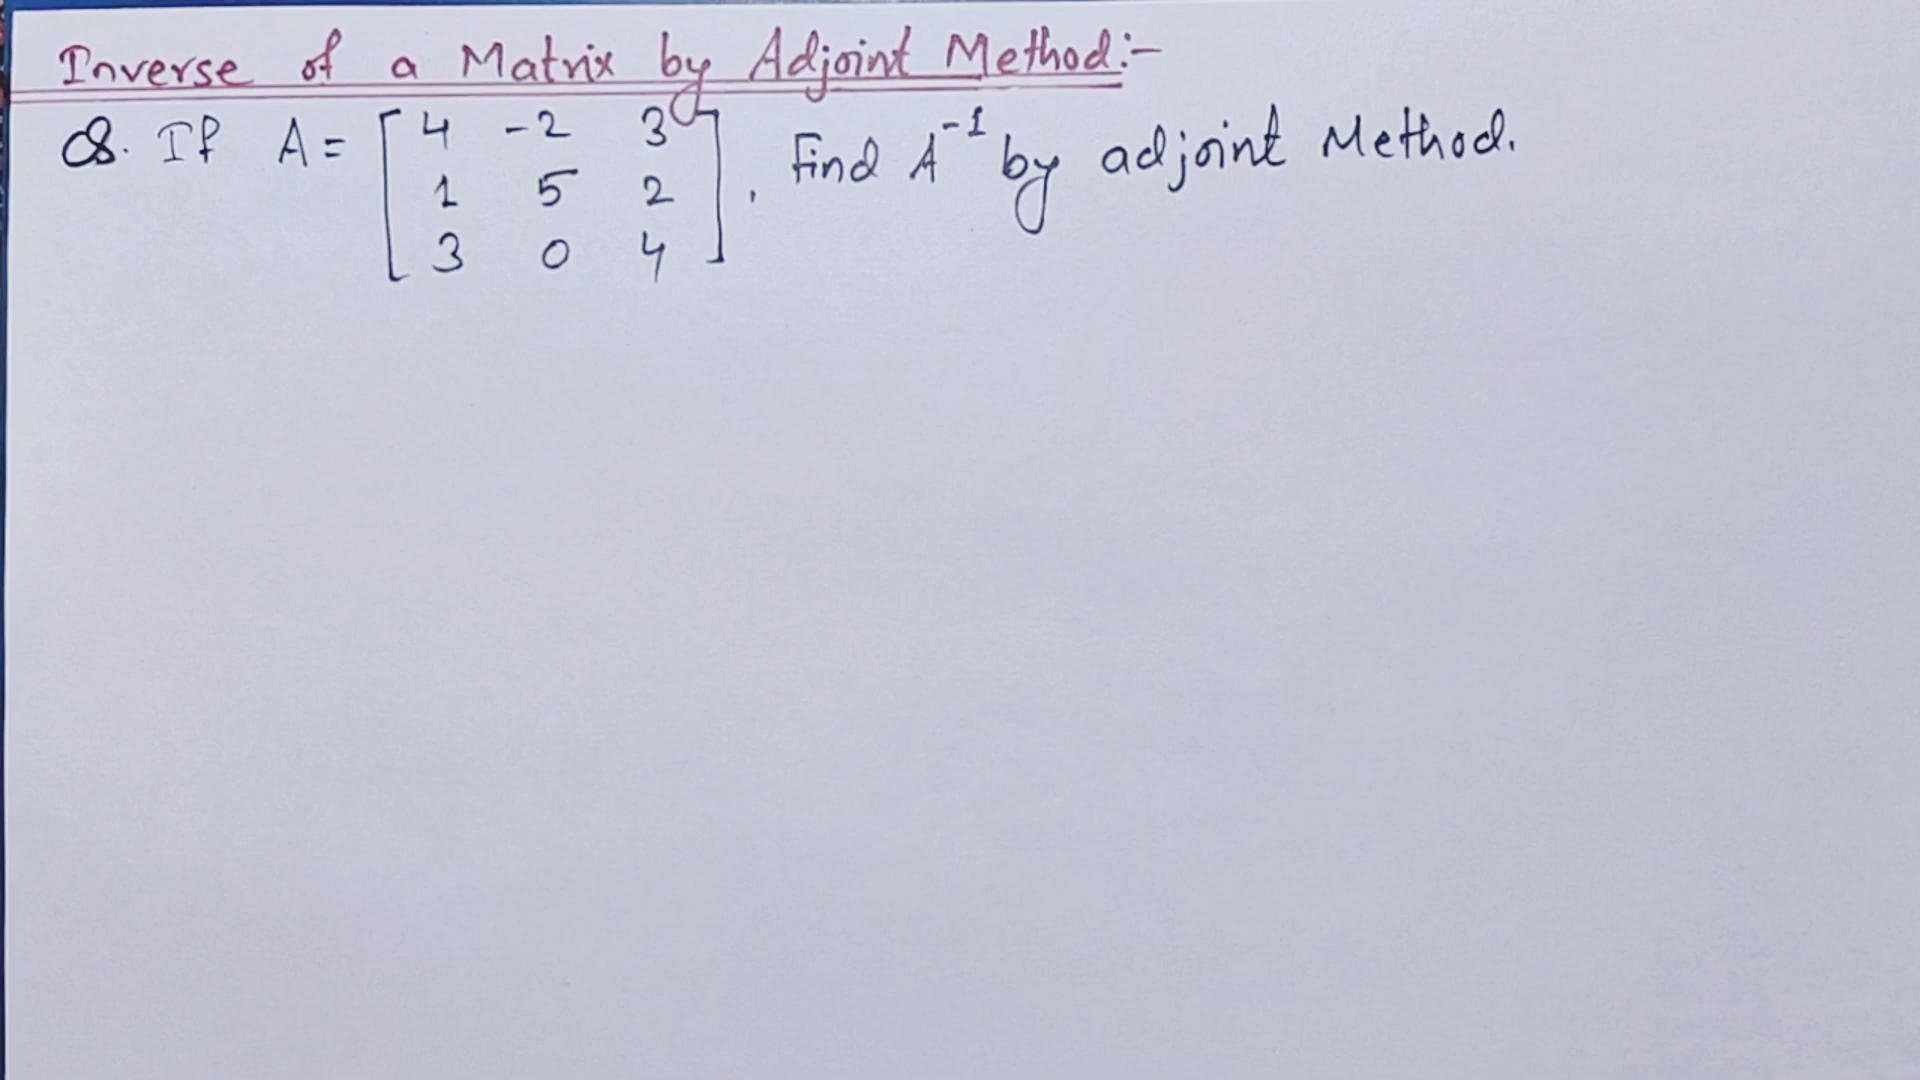 Inverse of a Matrix by Adjoint Method:-
Q. If A = [ 4 -2 3 ], Find A⁻¹ by adjoint Method.
1 5 2
3 0 4